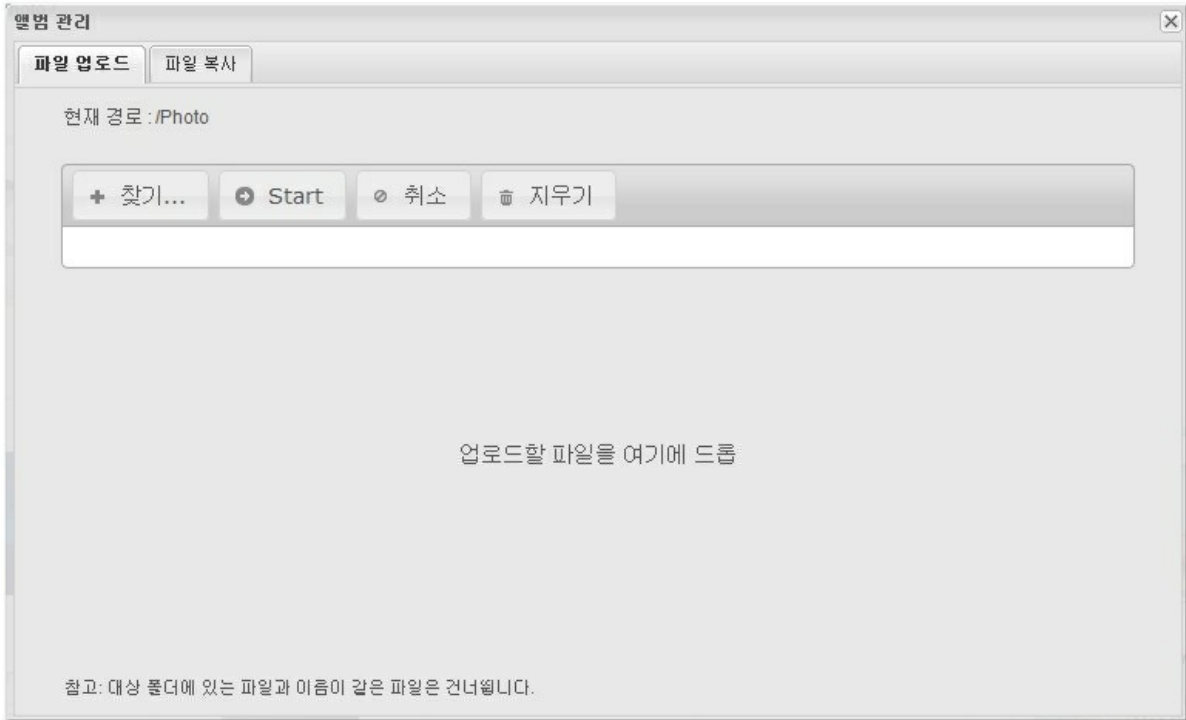 앨범 관리
파일 업로드 파일 복사
현재 경로 : /Photo
찾기... Start 취소 지우기
업로드할 파일을 여기에 드롭
참고: 대상 폴더에 있는 파일과 이름이 같은 파일은 건너뜁니다.